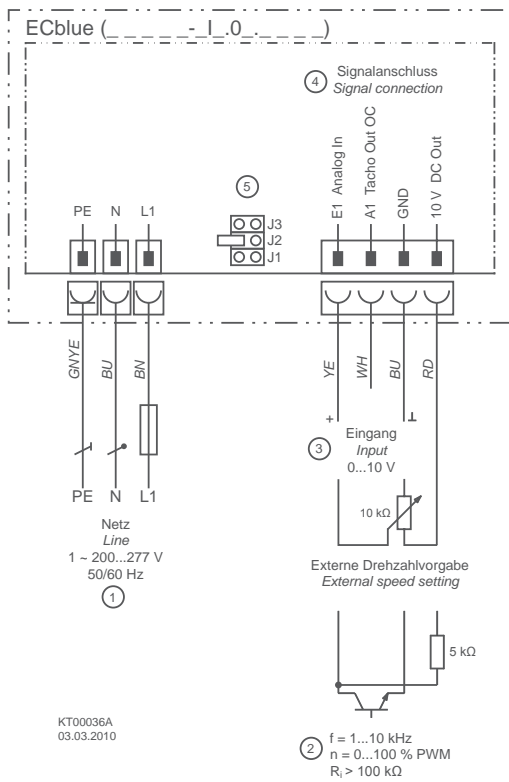 ECblue (_ _ _ _ _-_I_.0_._ _ _ _)
4
Signalanschluss
Signal connection
E1 Analog In
A1 Tacho Out OC
GND
10 V DC Out
5
PE N L1
J3
J2
J1
GNYE
BU
BN
YE
WH
BU
RD
+
3
Eingang
Input
0...10 V
10 kΩ
PE N L1
Netz
Line
1 ~ 200...277 V
50/60 Hz
1
Externe Drehzahlvorgabe
External speed setting
5 kΩ
KT00036A
03.03.2010
2
f = 1...10 kHz
n = 0...100 % PWM
Ri > 100 kΩ